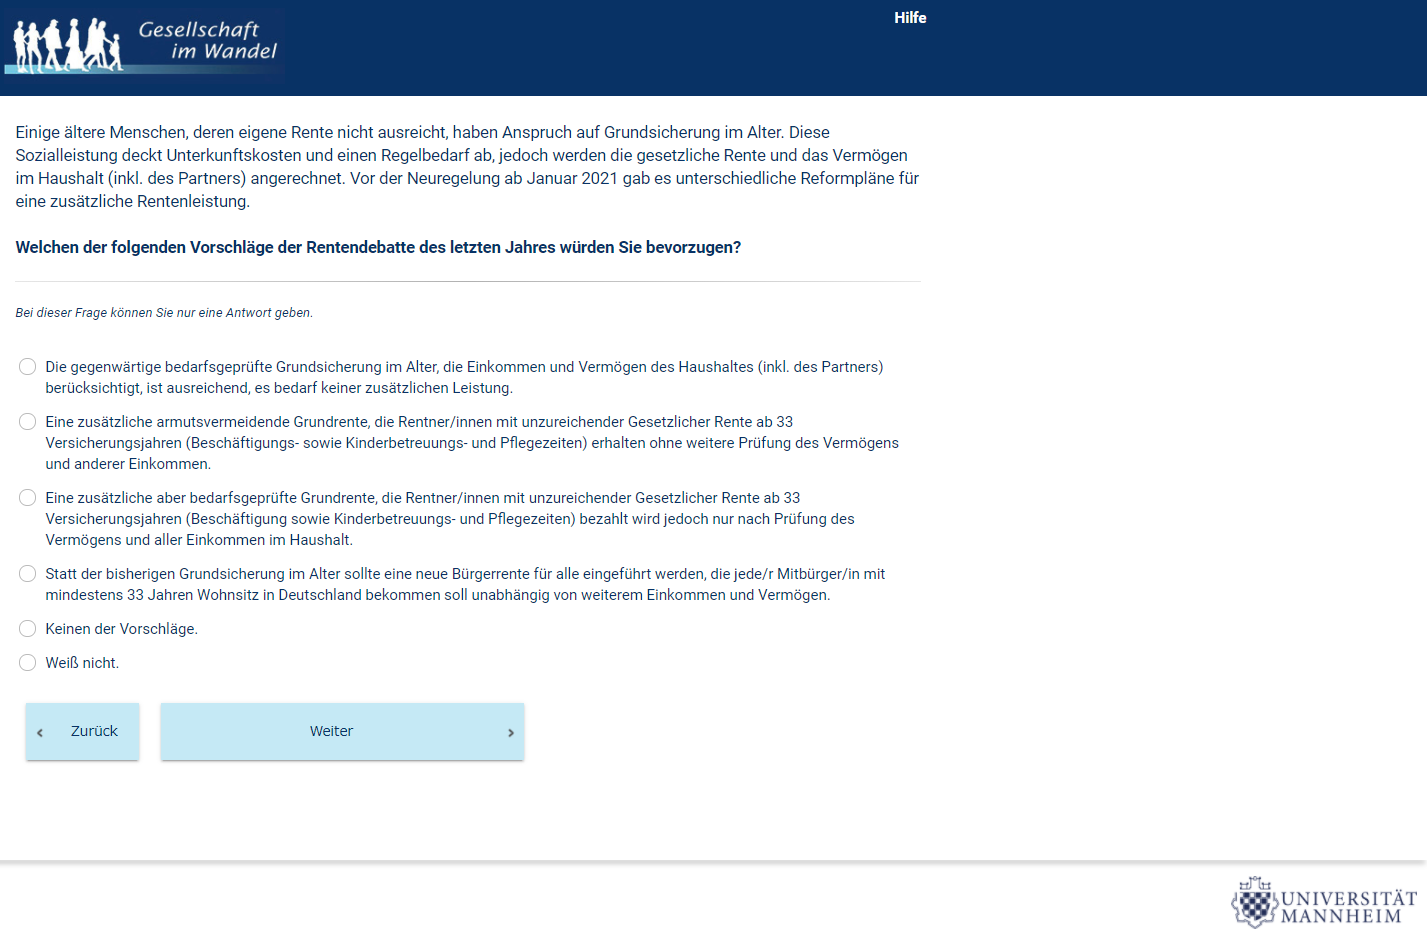 Gesellschaft
im Wandel
Hilfe
Einige ältere Menschen, deren eigene Rente nicht ausreicht, haben Anspruch auf Grundsicherung im Alter. Diese
Sozialleistung deckt Unterkunftskosten und einen Regelbedarf ab, jedoch werden die gesetzliche Rente und das Vermögen
im Haushalt (inkl. des Partners) angerechnet. Vor der Neuregelung ab Januar 2021 gab es unterschiedliche Reformpläne für
eine zusätzliche Rentenleistung.
Welchen der folgenden Vorschläge der Rentendebatte des letzten Jahres würden Sie bevorzugen?
Bei dieser Frage können Sie nur eine Antwort geben.
Die gegenwärtige bedarfsgeprüfte Grundsicherung im Alter, die Einkommen und Vermögen des Haushaltes (inkl. des Partners)
berücksichtigt, ist ausreichend, es bedarf keiner zusätzlichen Leistung.
Eine zusätzliche armutsvermeidende Grundrente, die Rentner/innen mit unzureichender Gesetzlicher Rente ab 33
Versicherungsjahren (Beschäftigungs- sowie Kinderbetreuungs- und Pflegezeiten) erhalten ohne weitere Prüfung des Vermögens
und anderer Einkommen.
Eine zusätzliche aber bedarfsgeprüfte Grundrente, die Rentner/innen mit unzureichender Gesetzlicher Rente ab 33
Versicherungsjahren (Beschäftigung sowie Kinderbetreuungs- und Pflegezeiten) bezahlt wird jedoch nur nach Prüfung des
Vermögens und aller Einkommen im Haushalt.
Statt der bisherigen Grundsicherung im Alter sollte eine neue Bürgerrente für alle eingeführt werden, die jede/r Mitbürger/in mit
mindestens 33 Jahren Wohnsitz in Deutschland bekommen soll unabhängig von weiterem Einkommen und Vermögen.
Keinen der Vorschläge.
Weiß nicht.
Zurück
Weiter
UNIVERSITÄT
MANNHEIM